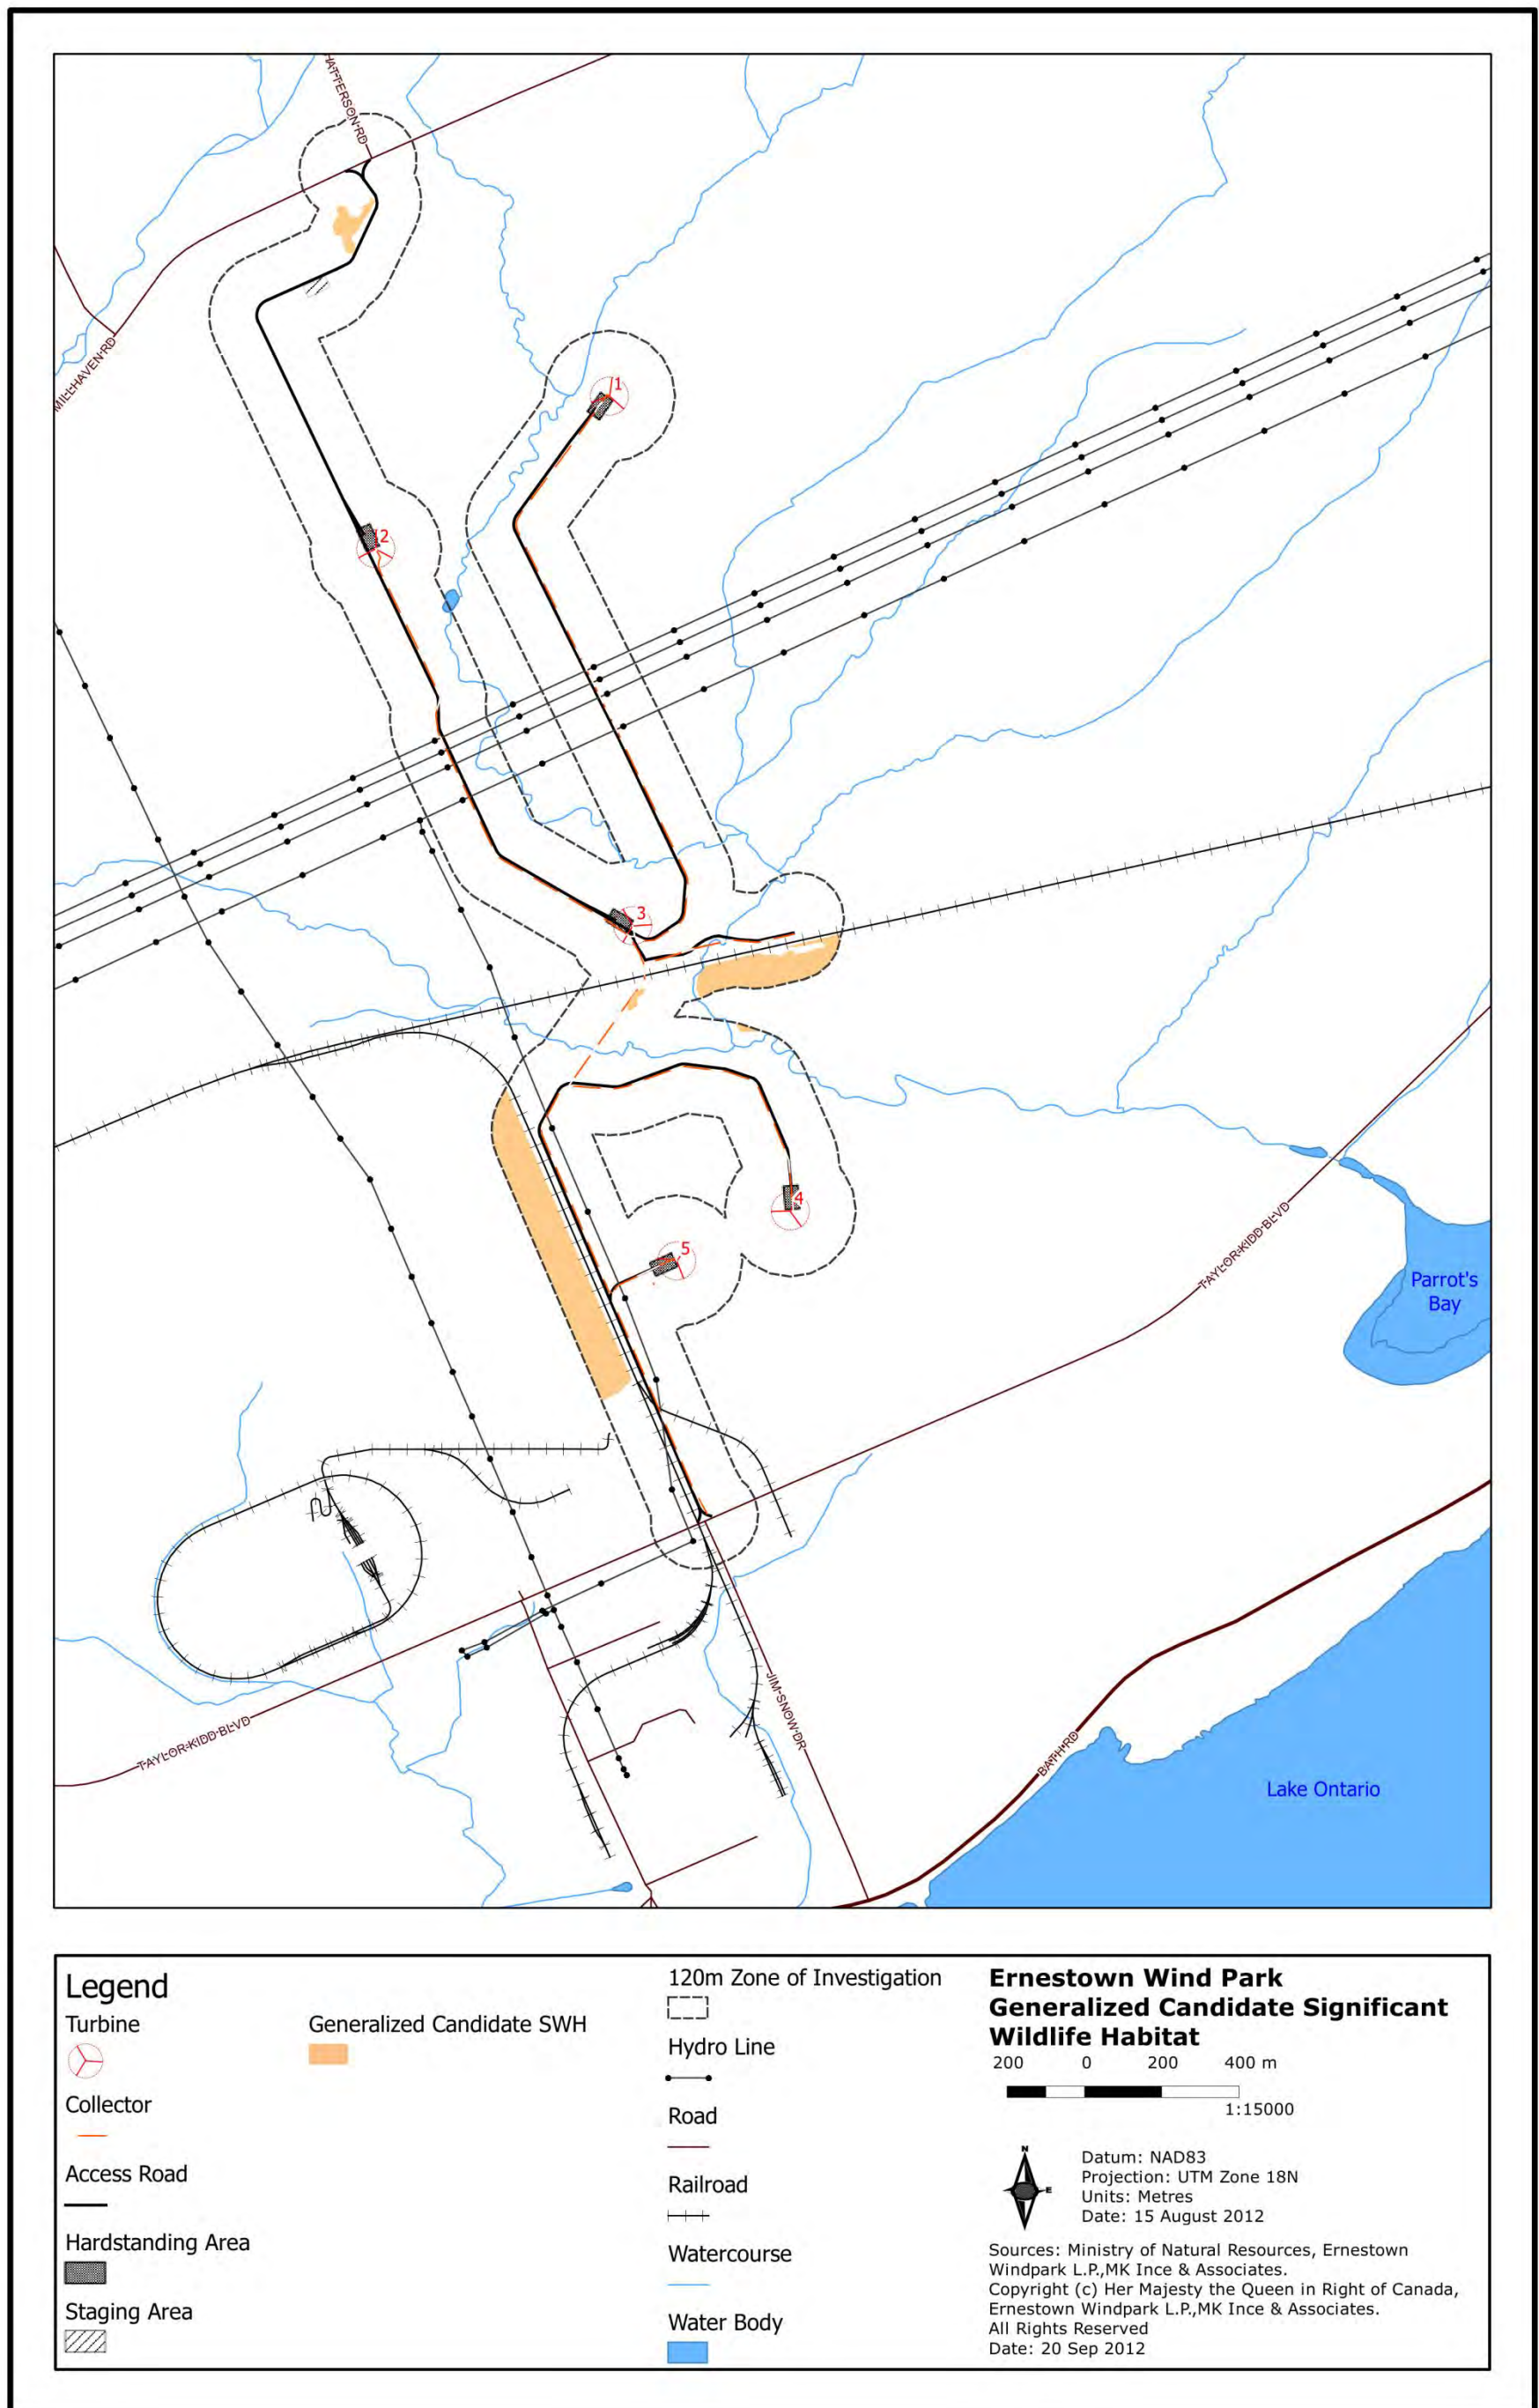 HATTERSON RD
MILLHAVEN RD
1
2
3
4
5
TAYLOR KIDD BLVD
Parrot's
Bay
TAYLOR KIDD BLVD
JIM SNOW DR
BATH RD
Lake Ontario
Legend
Turbine
Collector
Access Road
Hardstanding Area
Staging Area
Generalized Candidate SWH
120m Zone of Investigation
Hydro Line
Road
Railroad
Watercourse
Water Body
Ernestown Wind Park
Generalized Candidate Significant
Wildlife Habitat
200 0 200 400 m
1:15000
N
E
Datum: NAD83
Projection: UTM Zone 18N
Units: Metres
Date: 15 August 2012
Sources: Ministry of Natural Resources, Ernestown
Windpark L.P.,MK Ince & Associates.
Copyright (c) Her Majesty the Queen in Right of Canada,
Ernestown Windpark L.P.,MK Ince & Associates.
All Rights Reserved
Date: 20 Sep 2012